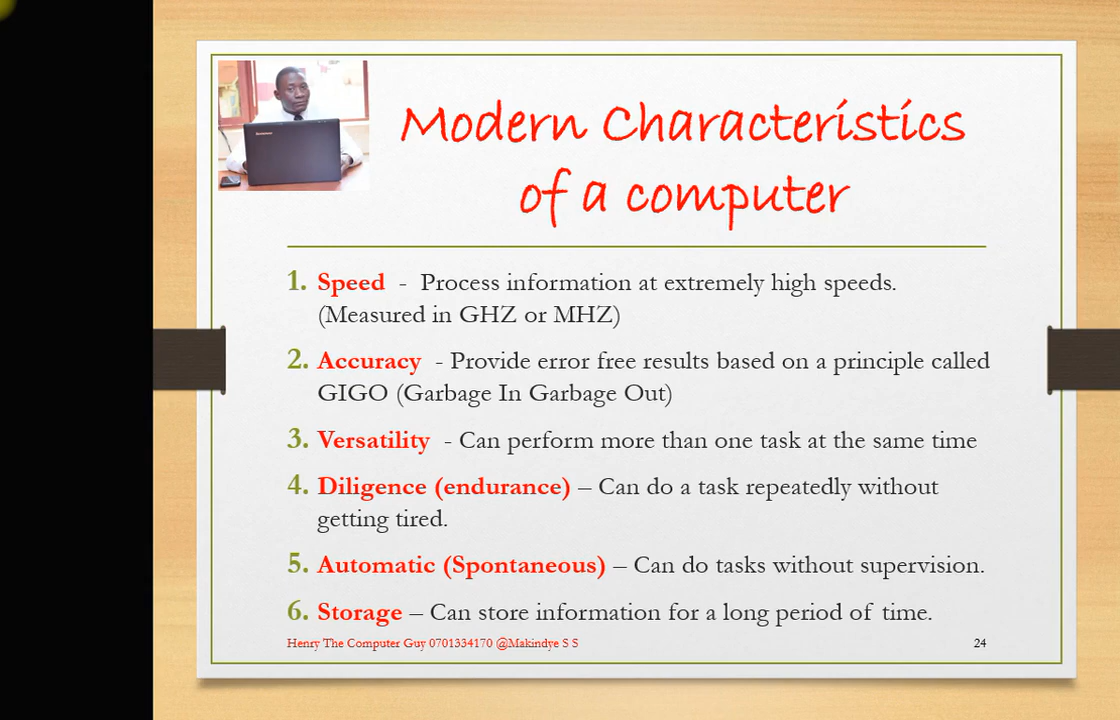 Modern Characteristics
of a computer
1. Speed - Process information at extremely high speeds.
(Measured in GHZ or MHZ)
2. Accuracy - Provide error free results based on a principle called
GIGO (Garbage In Garbage Out)
3. Versatility - Can perform more than one task at the same time
4. Diligence (endurance) – Can do a task repeatedly without
getting tired.
5. Automatic (Spontaneous) – Can do tasks without supervision.
6. Storage – Can store information for a long period of time.
Henry The Computer Guy 0701334170 @Makindye S S
24